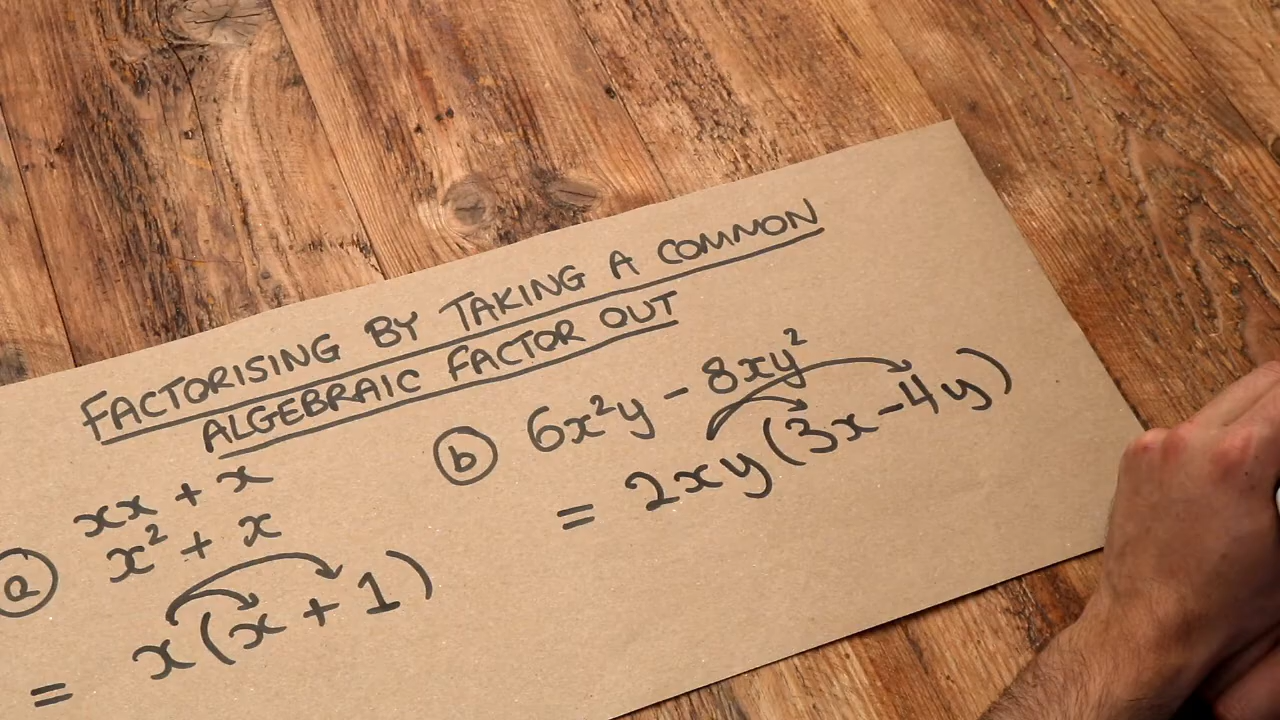 FACTORISING BY TAKING A COMMON
ALGEBRAIC FACTOR OUT
xx + x
a x² + x
= x(x + 1)
b 6x²y - 8xy²
= 2xy(3x - 4y)